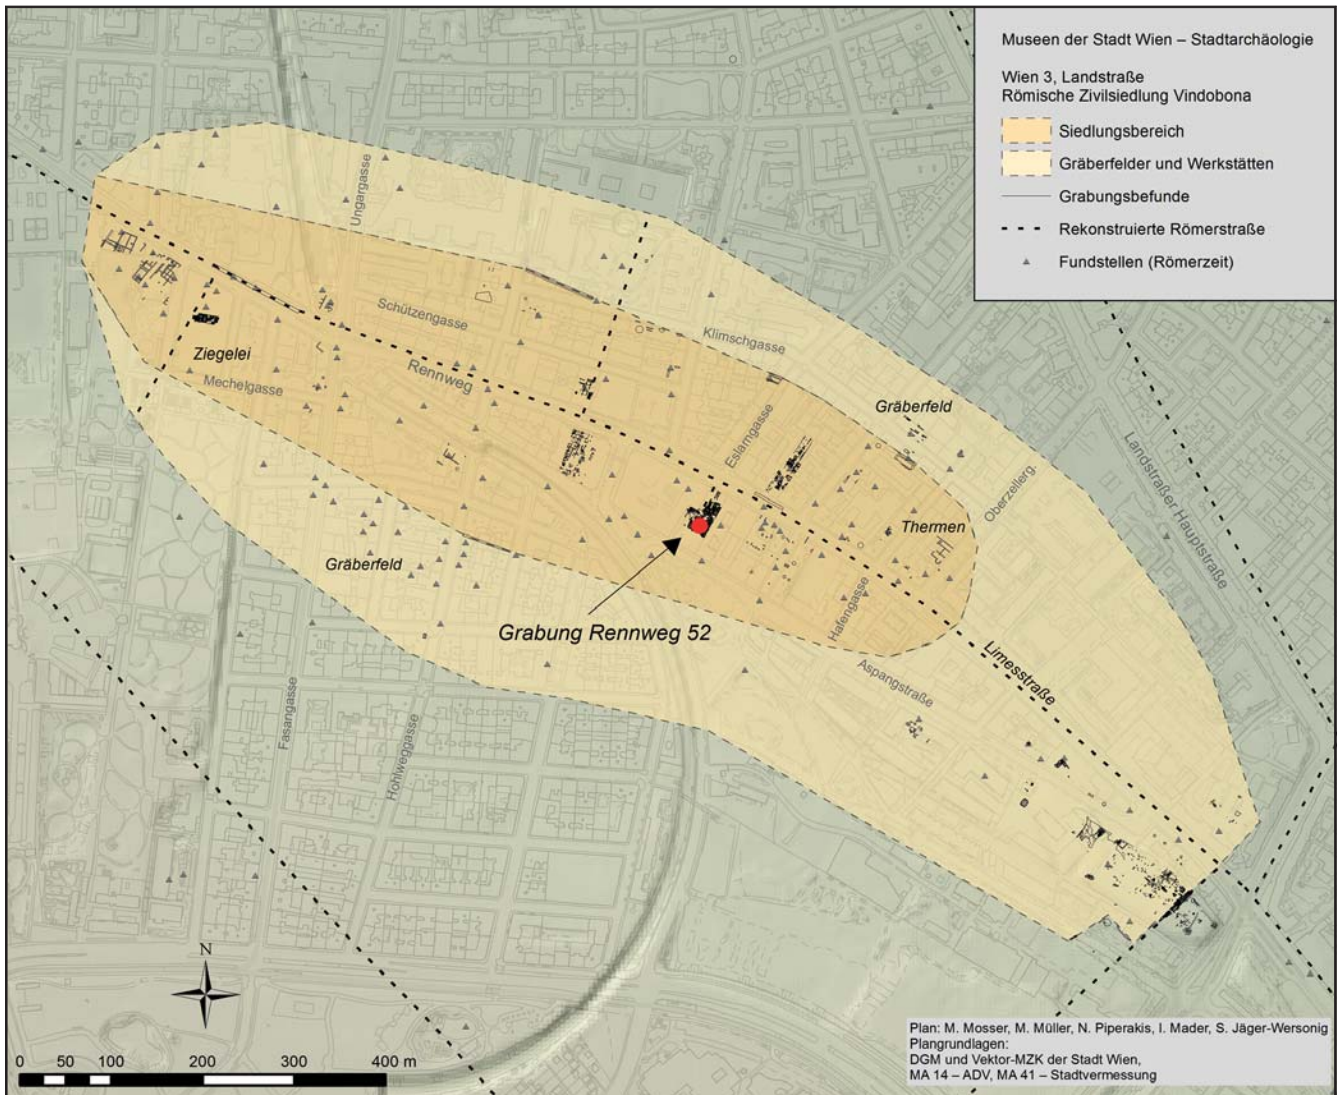 Museen der Stadt Wien – Stadtarchäologie
Wien 3, Landstraße
Römische Zivilsiedlung Vindobona
Siedlungsbereich
Gräberfelder und Werkstätten
Grabungsbefunde
Rekonstruierte Römerstraße
Fundstellen (Römerzeit)
Ungargasse
Schützengasse
Klimschgasse
Ziegelei
Mechelgasse
Rennweg
Eslarngasse
Gräberfeld
Landstraßer Hauptstraße
Oberzellerg.
Thermen
Gräberfeld
Hafengasse
Grabung Rennweg 52
Limesstraße
Aspangstraße
Fasangasse
Hohlweggasse
N
0 50 100 200 300 400 m
Plan: M. Mosser, M. Müller, N. Piperakis, I. Mader, S. Jäger-Wersonig
Plangrundlagen:
DGM und Vektor-MZK der Stadt Wien,
MA 14 – ADV, MA 41 – Stadtvermessung